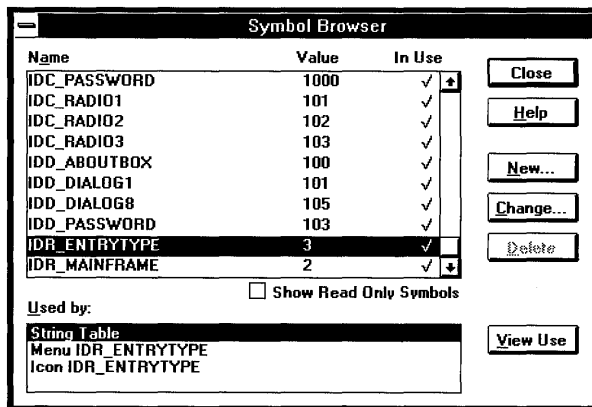 Symbol Browser
Name Value In Use
IDC_PASSWORD 1000 ✓
IDC_RADIO1 101 ✓
IDC_RADIO2 102 ✓
IDC_RADIO3 103 ✓
IDD_ABOUTBOX 100 ✓
IDD_DIALOG1 101 ✓
IDD_DIALOG8 105 ✓
IDD_PASSWORD 103 ✓
IDR_ENTRYTYPE 3 ✓
IDR_MAINFRAME 2 ✓
Show Read Only Symbols
Used by:
String Table
Menu IDR_ENTRYTYPE
Icon IDR_ENTRYTYPE
Close
Help
New...
Change...
Delete
View Use